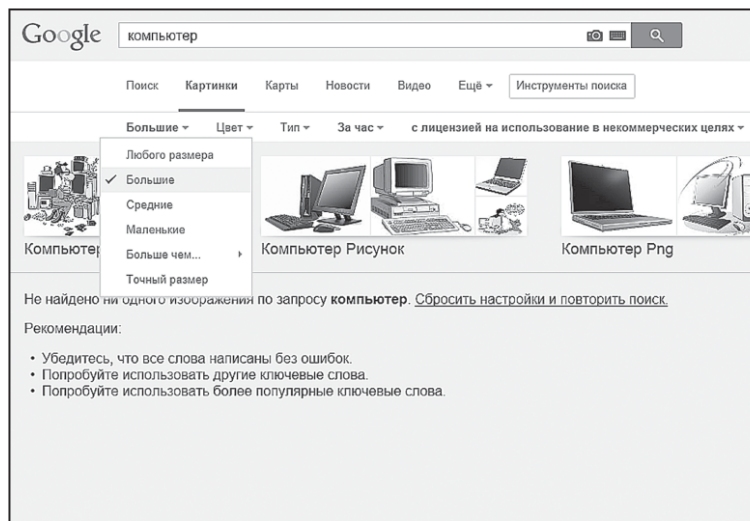 Google компьютер
Поиск Картинки Карты Новости Видео Ещё Инструменты поиска
Большие Цвет Тип За час с лицензией на использование в некоммерческих целях
Любого размера
Большие
Средние
Маленькие
Больше чем...
Точный размер
Компьютер Компьютер Рисунок Компьютер Png
Не найдено ни одного изображения по запросу компьютер. Сбросить настройки и повторить поиск.
Рекомендации:
• Убедитесь, что все слова написаны без ошибок.
• Попробуйте использовать другие ключевые слова.
• Попробуйте использовать более популярные ключевые слова.